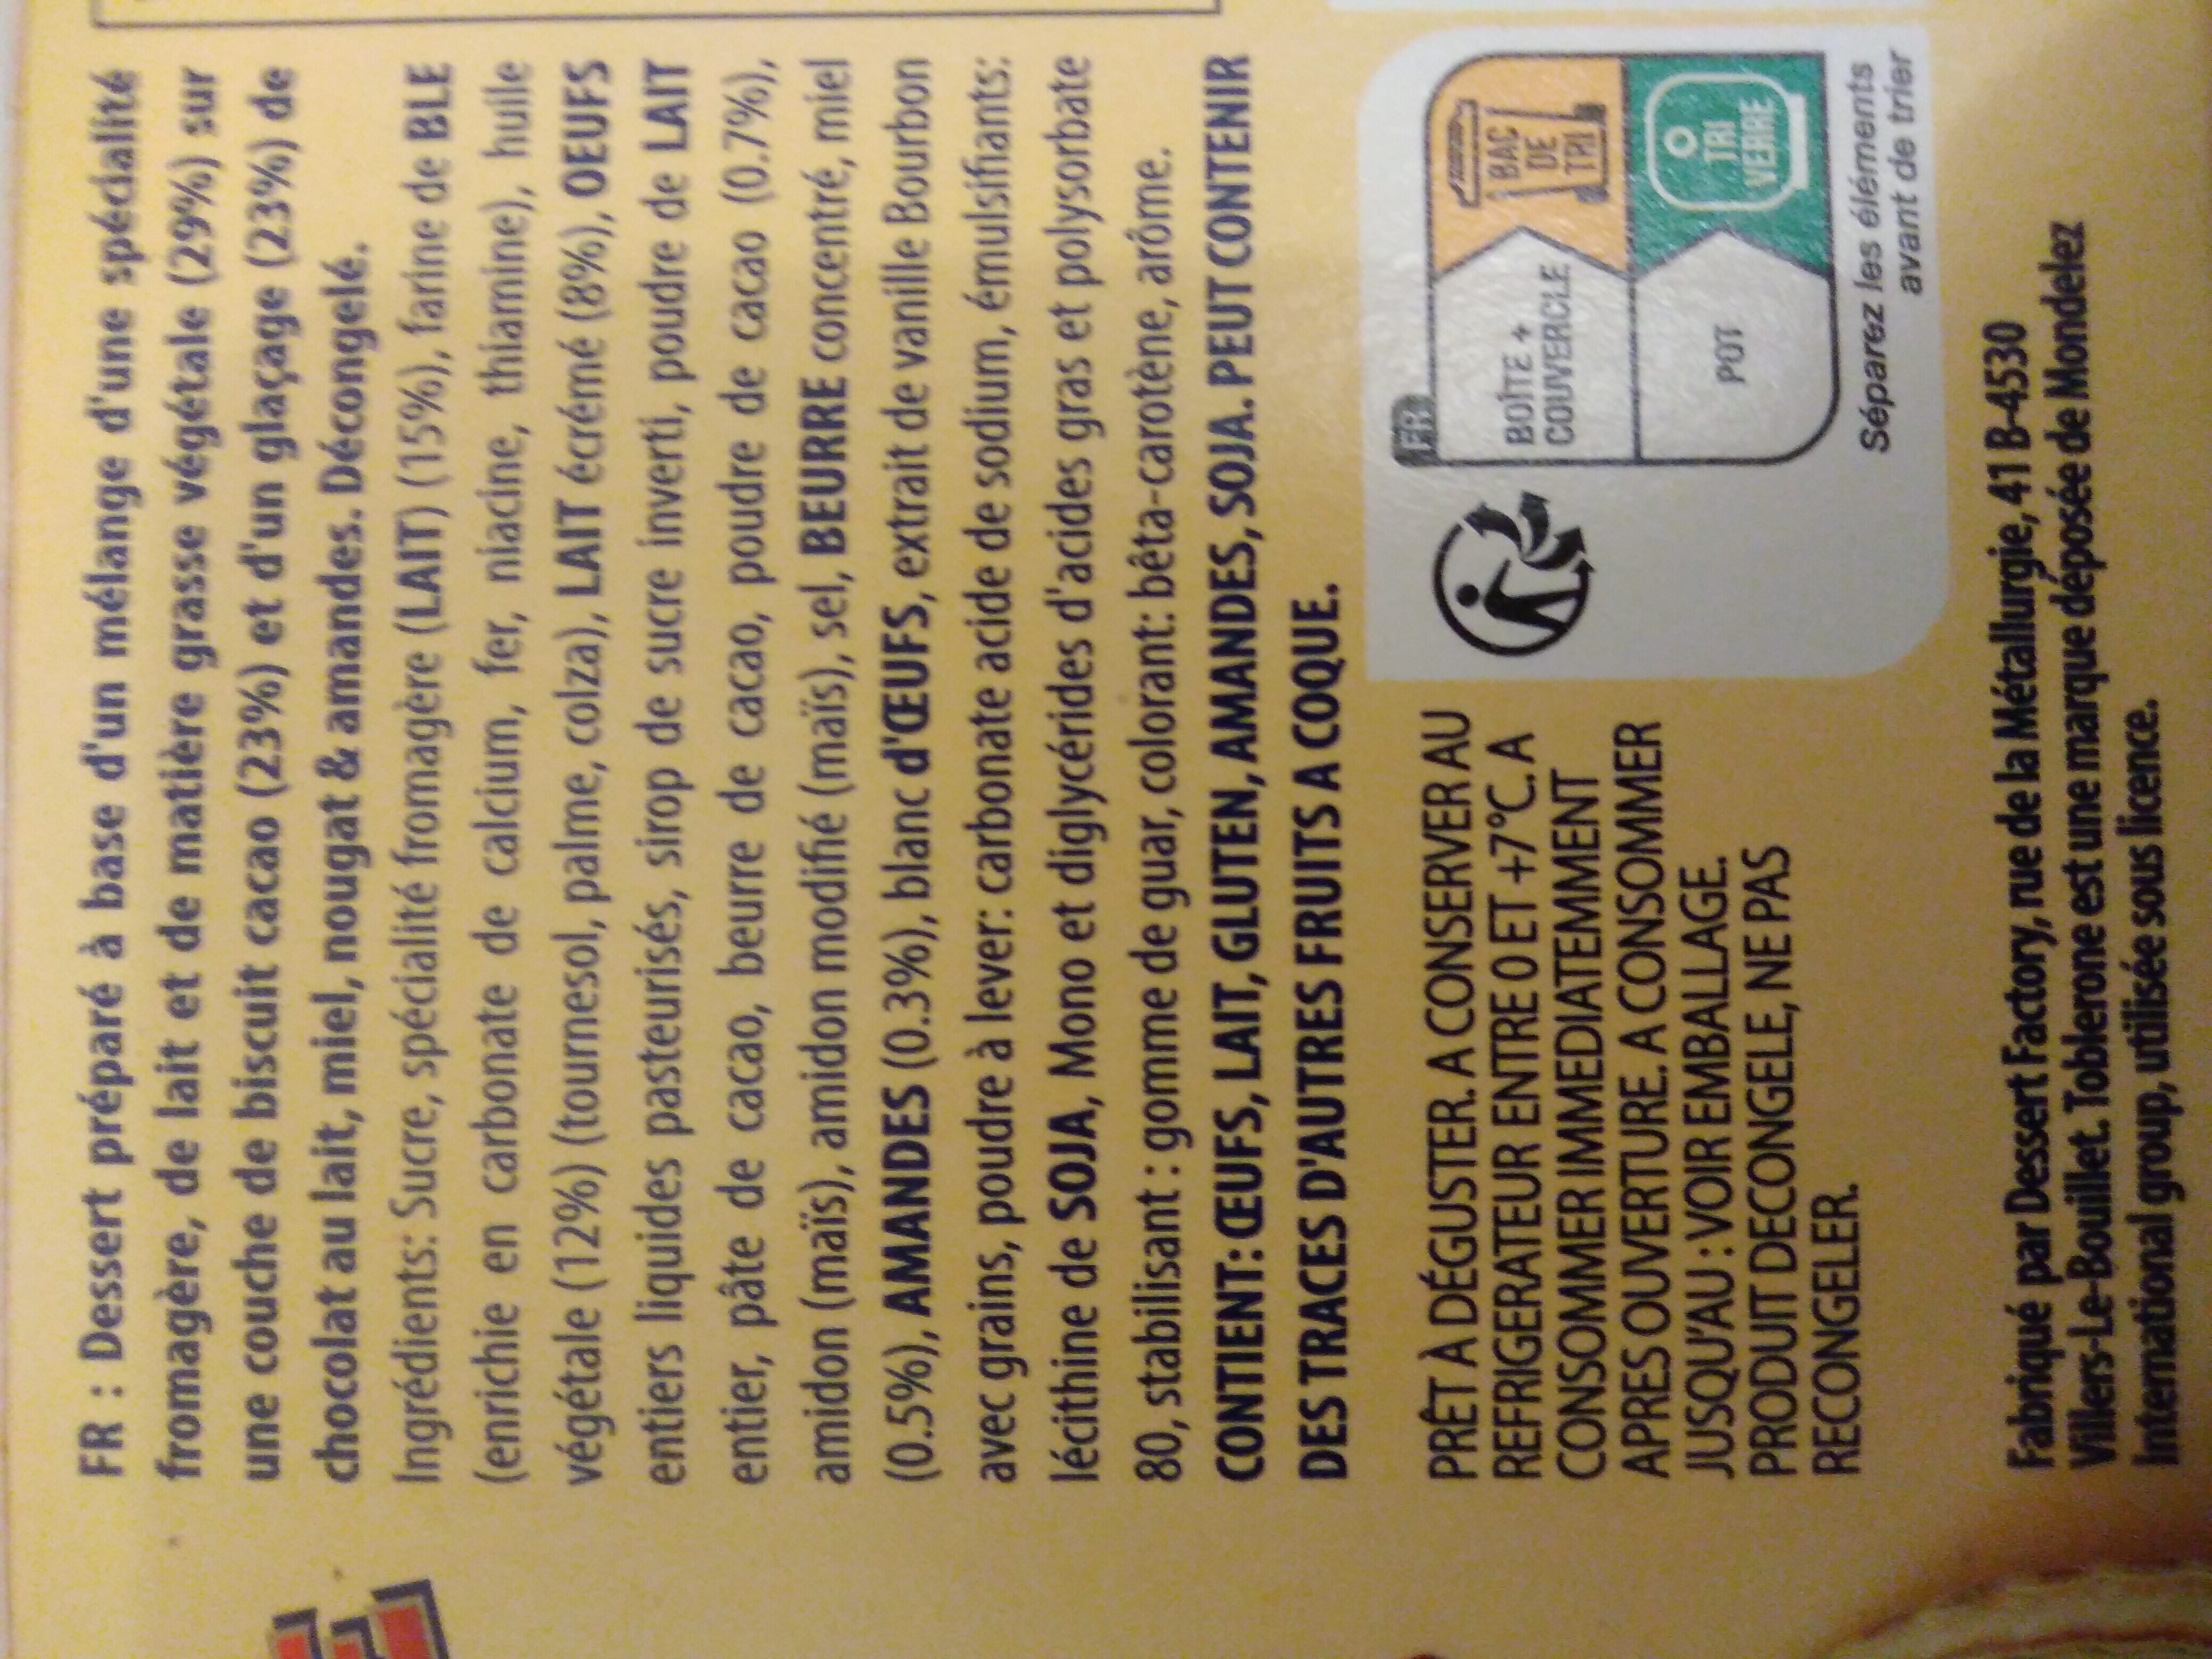 FR : Dessert préparé à base d'un mélange d'une spécialité
fromagère, de lait et de matière grasse végétale (29%) sur
une couche de biscuit cacao (23%) et d'un glaçage (23%) de
chocolat au lait, miel, nougat & amandes. Décongelé.
Ingrédients: Sucre, spécialité fromagère (LAIT) (15%), farine de BLE
(enrichie en carbonate de calcium, fer, niacine, thiamine), huile
végétale (12%) (tournesol, palme, colza), LAIT écrémé (8%), OEUFS
entiers liquides pasteurisés, sirop de sucre inverti, poudre de LAIT
entier, pâte de cacao, beurre de cacao, poudre de cacao (0.7%),
amidon (maïs), amidon modifié (maïs), sel, BEURRE concentré, miel
(0.5%), AMANDES (0.3%), blanc d'ŒUFS, extrait de vanille Bourbon
avec grains, poudre à lever: carbonate acide de sodium, émulsifiants:
lécithine de SOJA, Mono et diglycérides d'acides gras et polysorbate
80, stabilisant : gomme de guar, colorant: bêta-carotène, arôme.
CONTIENT: ŒUFS, LAIT, GLUTEN, AMANDES, SOJA. PEUT CONTENIR
DES TRACES D'AUTRES FRUITS A COQUE.
PRÊT À DÉGUSTER. A CONSERVER AU
REFRIGERATEUR ENTRE 0 ET +7°C. A
CONSOMMER IMMEDIATEMMENT
APRES OUVERTURE. A CONSOMMER
JUSQU'AU : VOIR EMBALLAGE.
PRODUIT DECONGELE, NE PAS
RECONGELER.
FR
BOÎTE +
COUVERCLE
BAC
DE
TRI
POT
TRI
VERRE
Séparez les éléments
avant de trier
Fabriqué par Dessert Factory, rue de la Métallurgie, 41 B-4530
Villers-Le-Bouillet. Toblerone est une marque déposée de Mondelez
International group, utilisée sous licence.